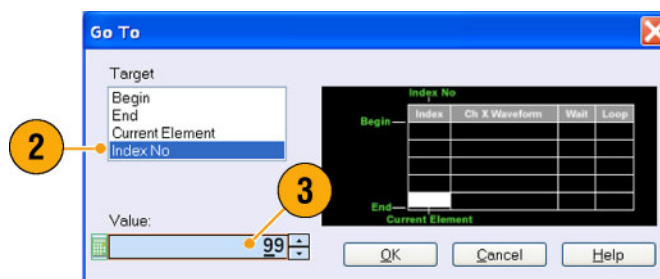 Go To
Target
Begin
End
Current Element
Index No
2
Value:
99
3
Index No
Begin
Index Ch X Waveform Wait Loop
End
Current Element
OK Cancel Help